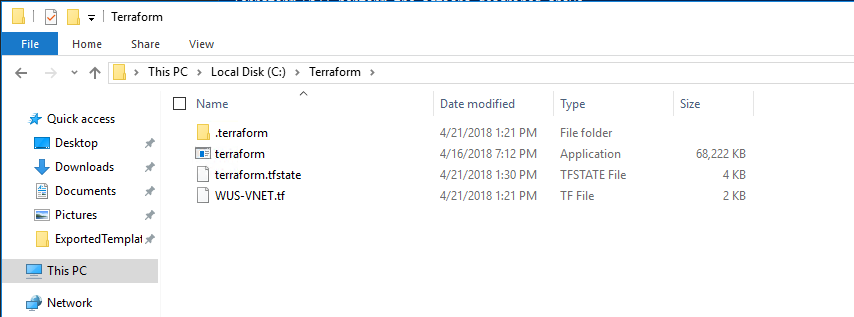 Terraform
File Home Share View
This PC Local Disk (C:) Terraform
Name Date modified Type Size
Quick access
Desktop
Downloads
Documents
Pictures
ExportedTemplat
This PC
Network
.terraform 4/21/2018 1:21 PM File folder
terraform 4/16/2018 7:12 PM Application 68,222 KB
terraform.tfstate 4/21/2018 1:30 PM TFSTATE File 4 KB
WUS-VNET.tf 4/21/2018 1:21 PM TF File 2 KB